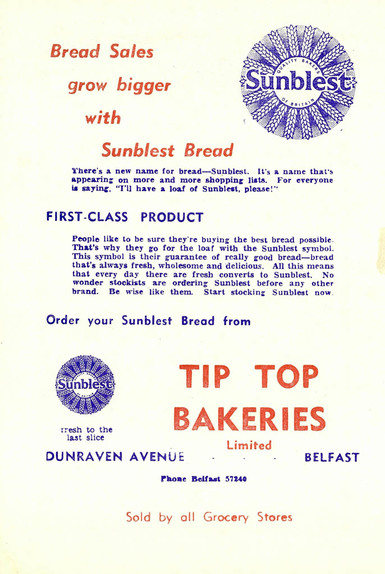 Bread Sales
grow bigger
with
Sunblest Bread
QUALITY BAKERS
Sunblest
OF BRITAIN
There's a new name for bread—Sunblest. It's a name that's
appearing on more and more shopping lists. For everyone
is saying, "I'll have a loaf of Sunblest, please!"
FIRST-CLASS PRODUCT
People like to be sure they're buying the best bread possible.
That's why they go for the loaf with the Sunblest symbol.
This symbol is their guarantee of really good bread—bread
that's always fresh, wholesome and delicious. All this means
that every day there are fresh converts to Sunblest. No
wonder stockists are ordering Sunblest before any other
brand. Be wise like them. Start stocking Sunblest now.
Order your Sunblest Bread from
Sunblest
fresh to the
last slice
TIP TOP
BAKERIES
Limited
DUNRAVEN AVENUE - - - BELFAST
Phone Belfast 57240
Sold by all Grocery Stores